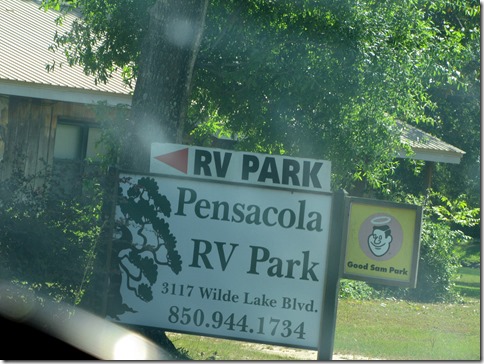 RV PARK
Pensacola
RV Park
3117 Wilde Lake Blvd.
850.944.1734
Good Sam Park